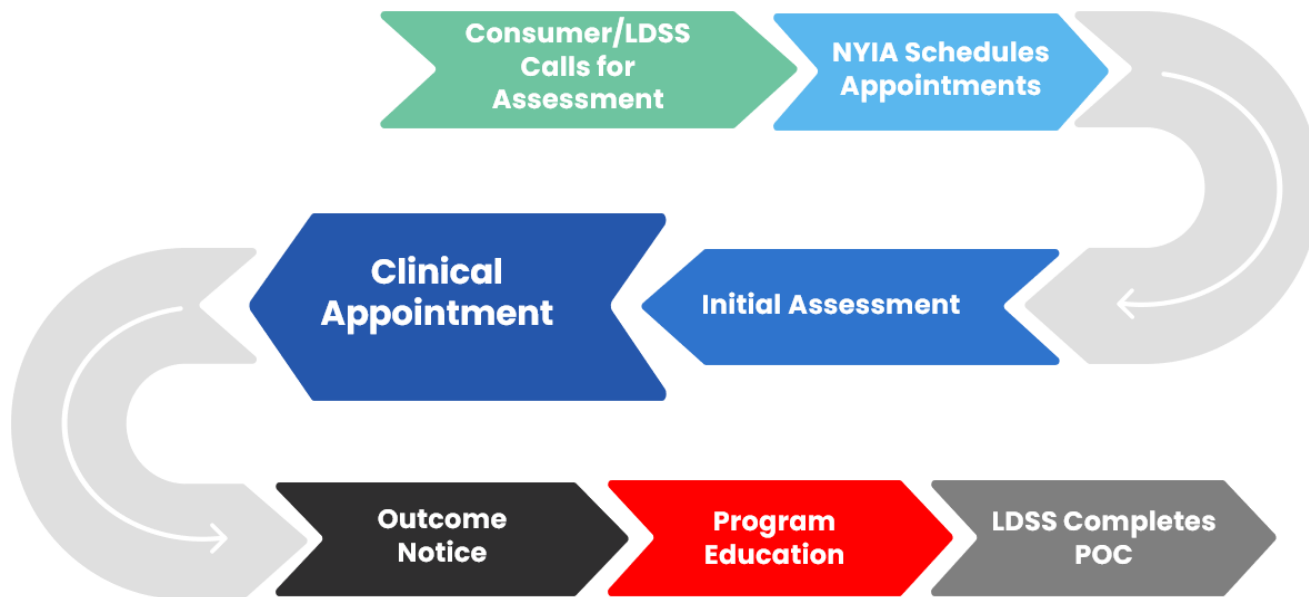 Consumer/LDSS
Calls for
Assessment
NYIA Schedules
Appointments
Initial Assessment
Clinical
Appointment
Outcome
Notice
Program
Education
LDSS Completes
POC